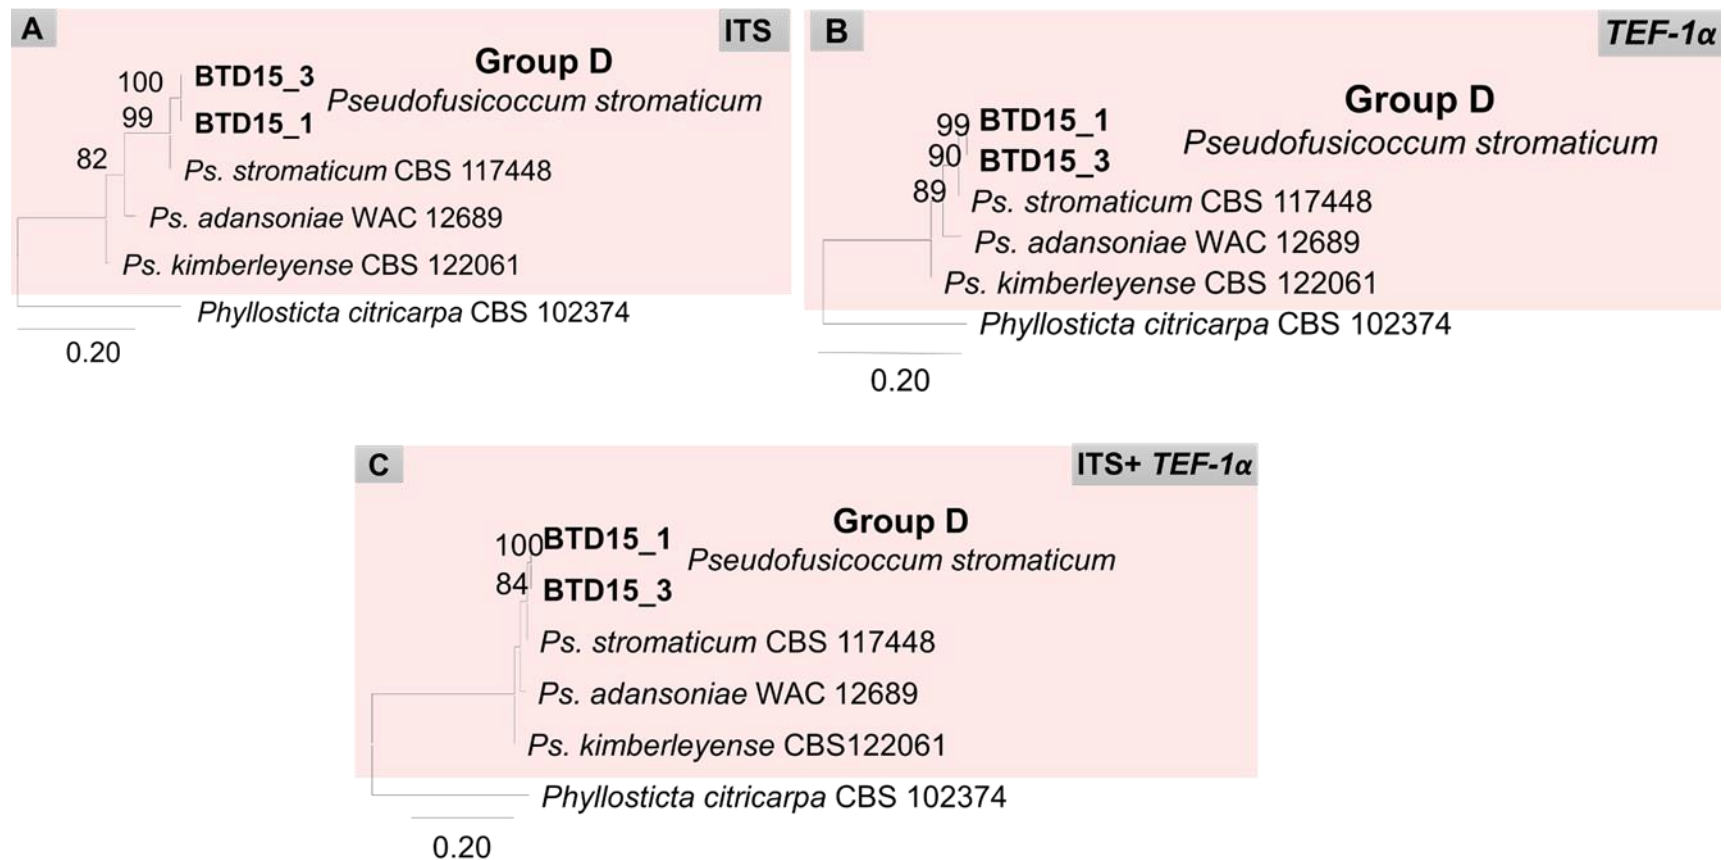 A
ITS
Group D
100
BTD15_3
Pseudofusicoccum stromaticum
99
BTD15_1
82
Ps. stromaticum CBS 117448
Ps. adansoniae WAC 12689
Ps. kimberleyense CBS 122061
Phyllosticta citricarpa CBS 102374
0.20
B
TEF-1α
Group D
99
BTD15_1
Pseudofusicoccum stromaticum
90
BTD15_3
89
Ps. stromaticum CBS 117448
Ps. adansoniae WAC 12689
Ps. kimberleyense CBS 122061
Phyllosticta citricarpa CBS 102374
0.20
C
ITS+ TEF-1α
Group D
100
BTD15_1
Pseudofusicoccum stromaticum
84
BTD15_3
Ps. stromaticum CBS 117448
Ps. adansoniae WAC 12689
Ps. kimberleyense CBS122061
Phyllosticta citricarpa CBS 102374
0.20